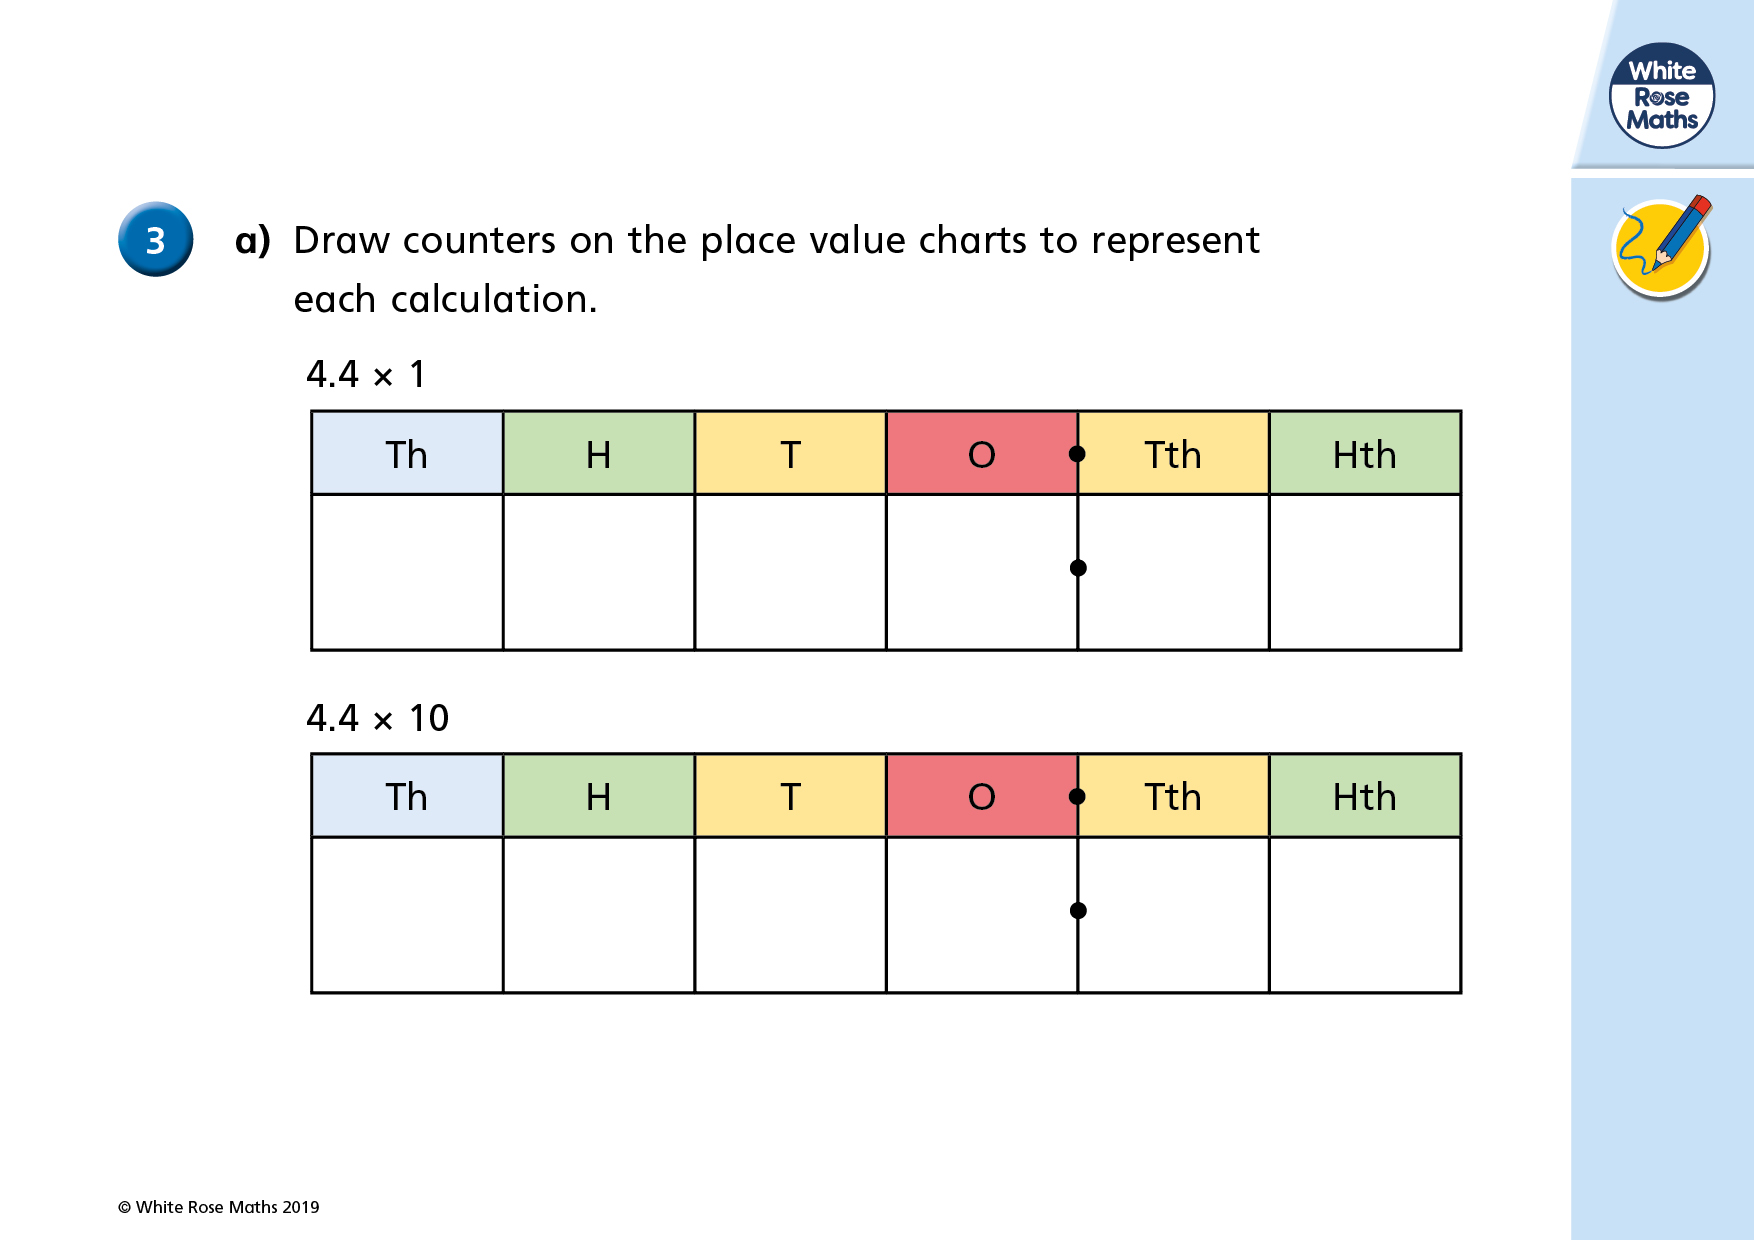 White
Rose
Maths
3 a) Draw counters on the place value charts to represent
each calculation.
4.4 × 1
Th H T O Tth Hth
4.4 × 10
Th H T O Tth Hth
© White Rose Maths 2019